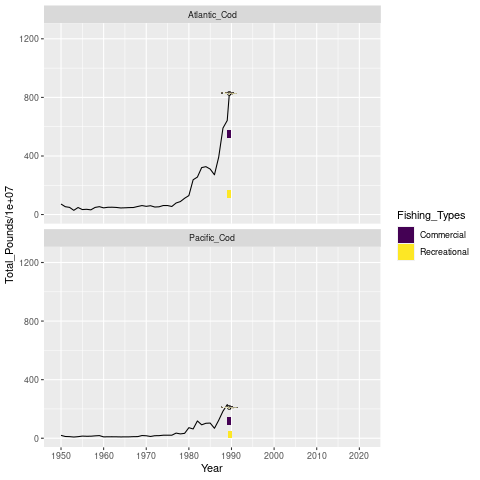 Atlantic_Cod
1200
800
400
0
Total_Pounds/1e+07
Pacific_Cod
1200
800
400
0
1950 1960 1970 1980 1990 2000 2010 2020
Year
Fishing_Types
Commercial
Recreational